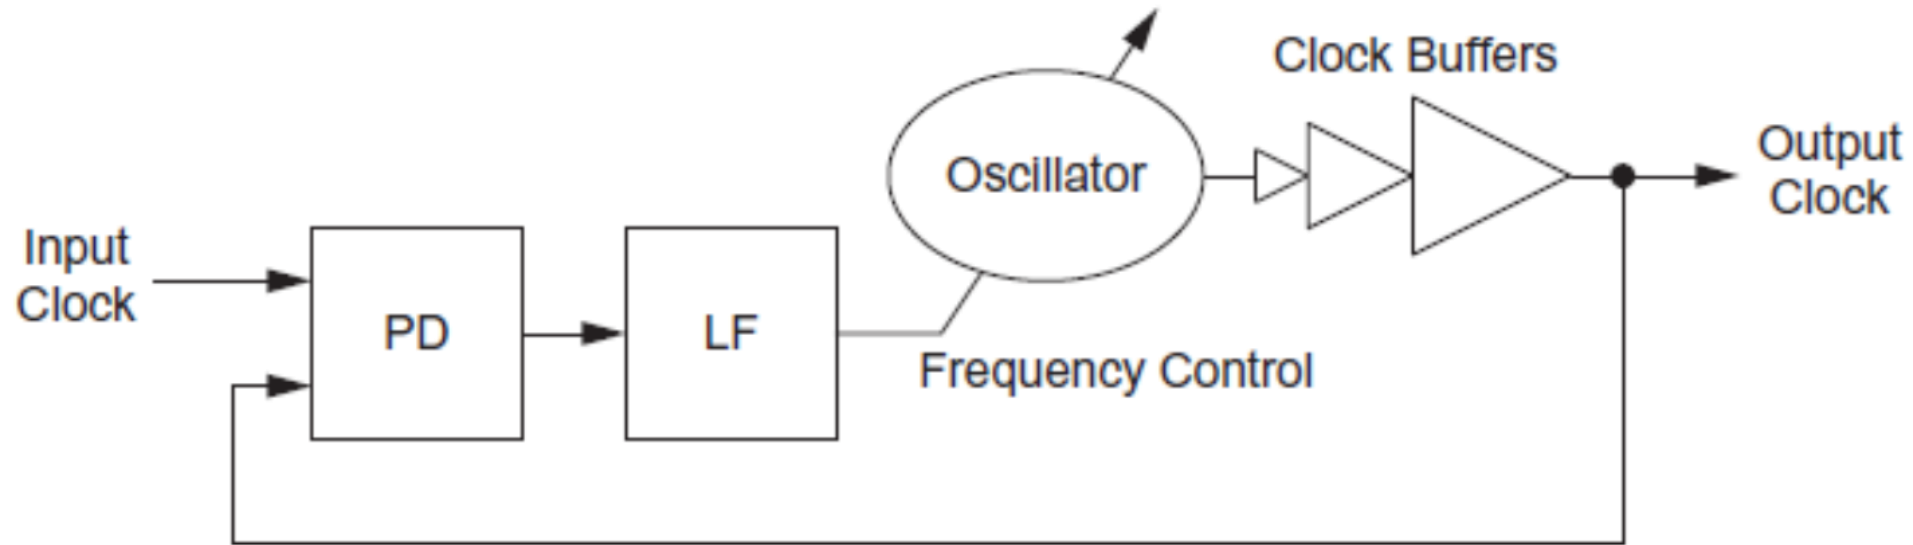 Clock Buffers
Output
Clock
Oscillator
Input
Clock
PD
LF
Frequency Control